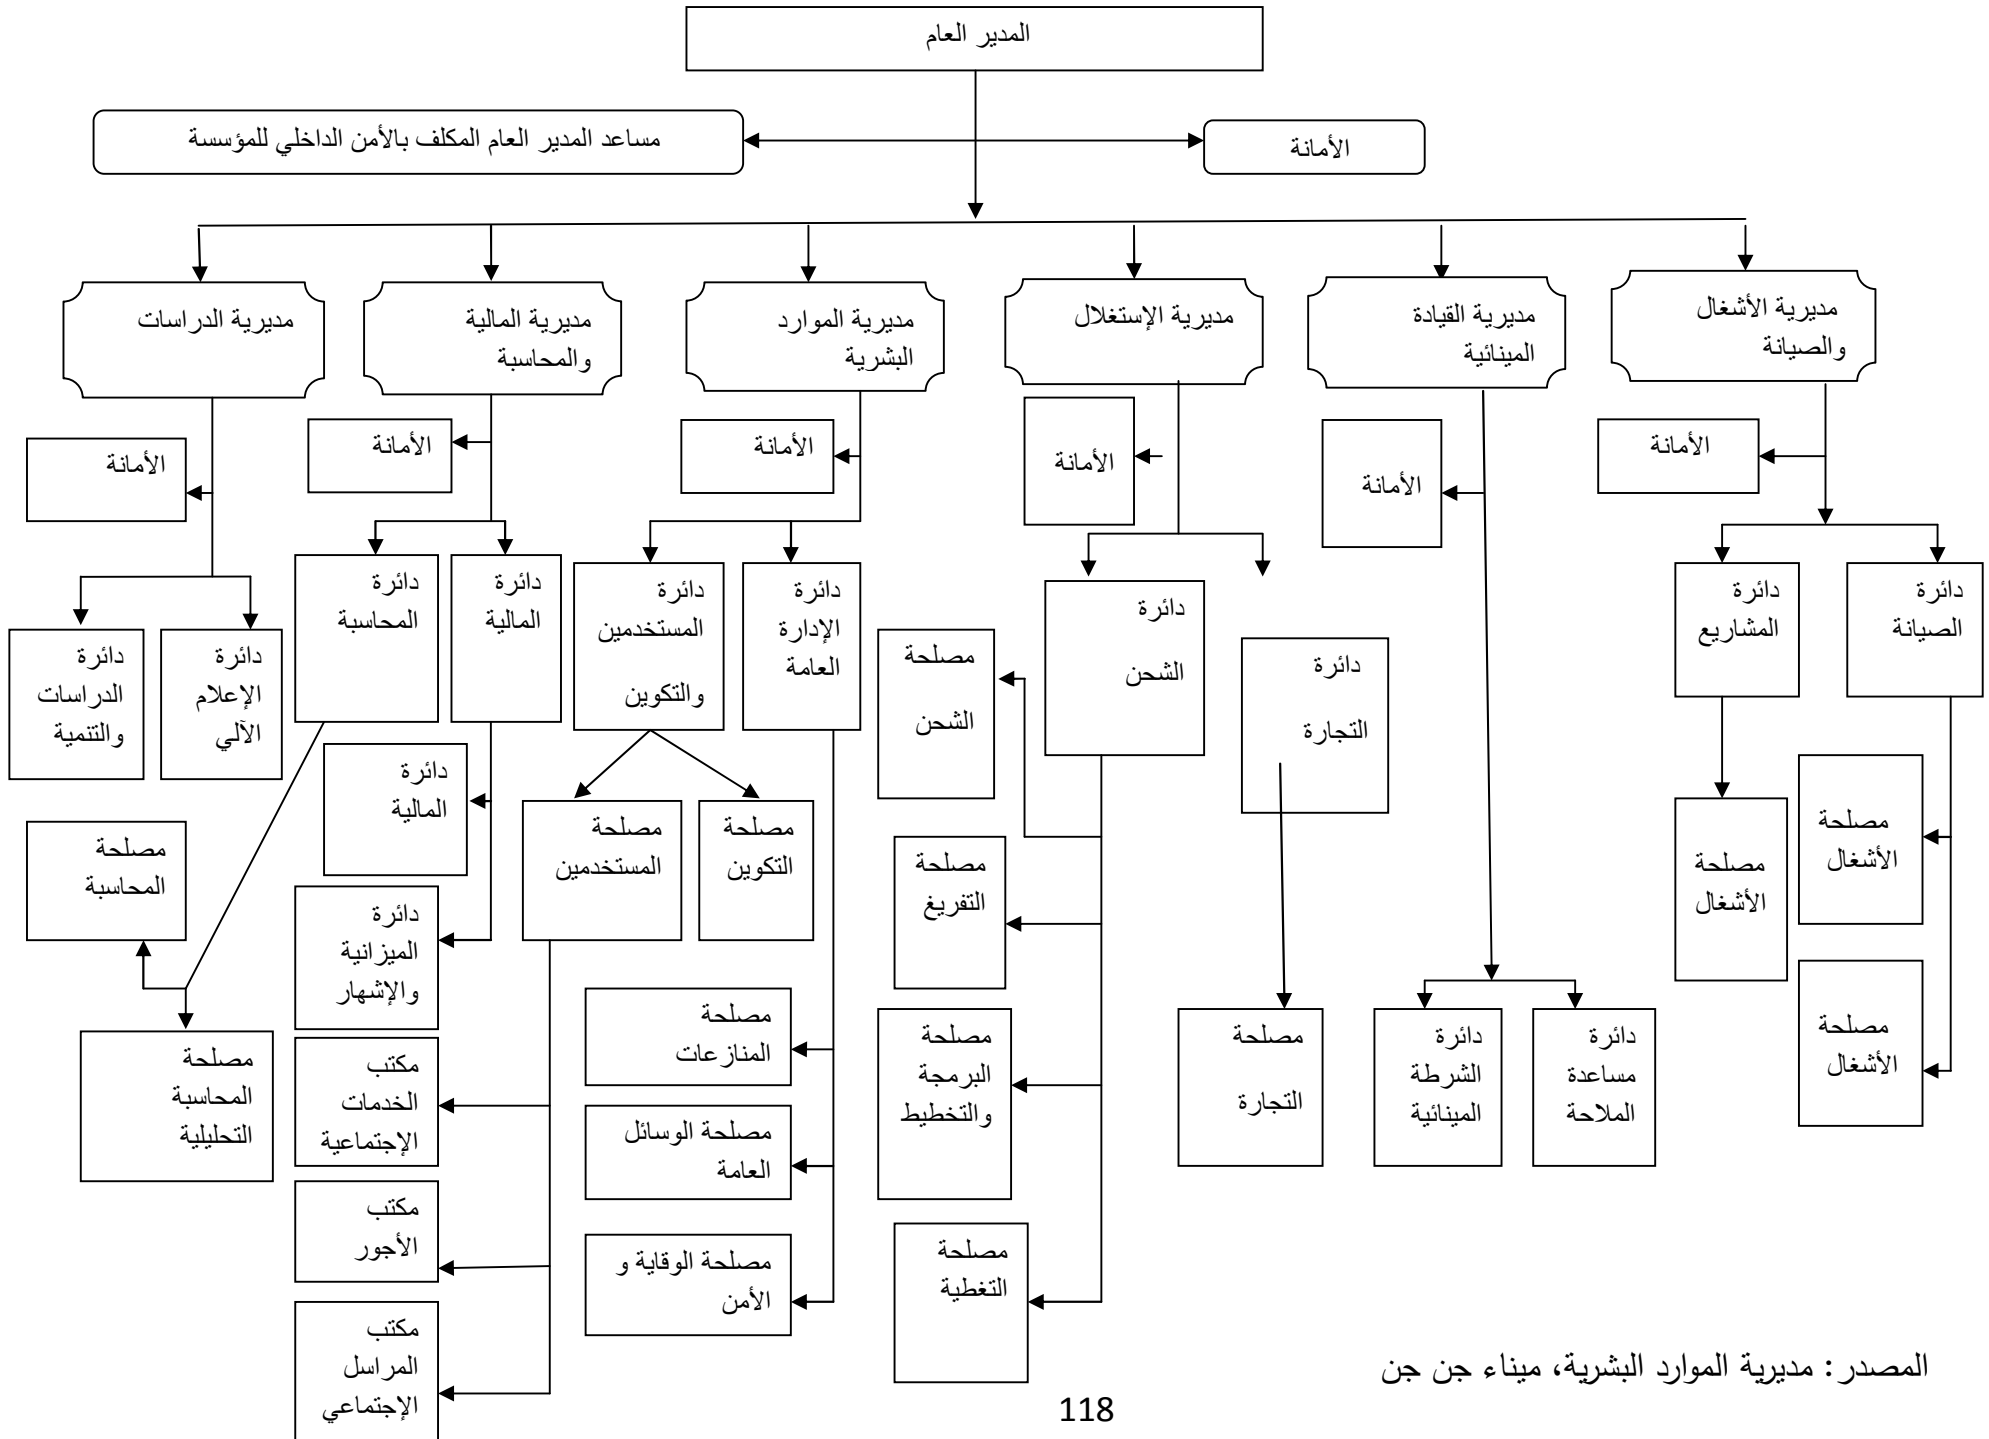 المدير العام
الأمانة
مساعد المدير العام المكلف بالأمن الداخلي للمؤسسة
مديرية الأشغال
والصيانة
مديرية القيادة
المينائية
مديرية الإستغلال
مديرية الموارد
البشرية
مديرية المالية
والمحاسبة
مديرية الدراسات
الأمانة
الأمانة
الأمانة
الأمانة
الأمانة
الأمانة
دائرة
الصيانة
دائرة
المشاريع
دائرة
التجارة
دائرة
الشحن
دائرة
الإدارة
العامة
دائرة
المستخدمين
والتكوين
دائرة
المالية
دائرة
المحاسبة
دائرة
الإعلام
الآلي
دائرة
الدراسات
والتنمية
مصلحة
الشحن
دائرة
المالية
مصلحة
الأشغال
مصلحة
الأشغال
مصلحة
التفريغ
مصلحة
التكوين
مصلحة
المستخدمين
مصلحة
المحاسبة
دائرة
الميزانية
والإشهار
مصلحة
الأشغال
دائرة
مساعدة
الملاحة
دائرة
الشرطة
المينائية
مصلحة
التجارة
مصلحة
البرمجة
والتخطيط
مصلحة
المنازعات
مكتب
الخدمات
الإجتماعية
مصلحة
المحاسبة
التحليلية
مصلحة الوسائل
العامة
مكتب
الأجور
مصلحة
التغطية
مصلحة الوقاية و
الأمن
مكتب
المراسل
الإجتماعي
المصدر: مديرية الموارد البشرية، ميناء جن جن
118